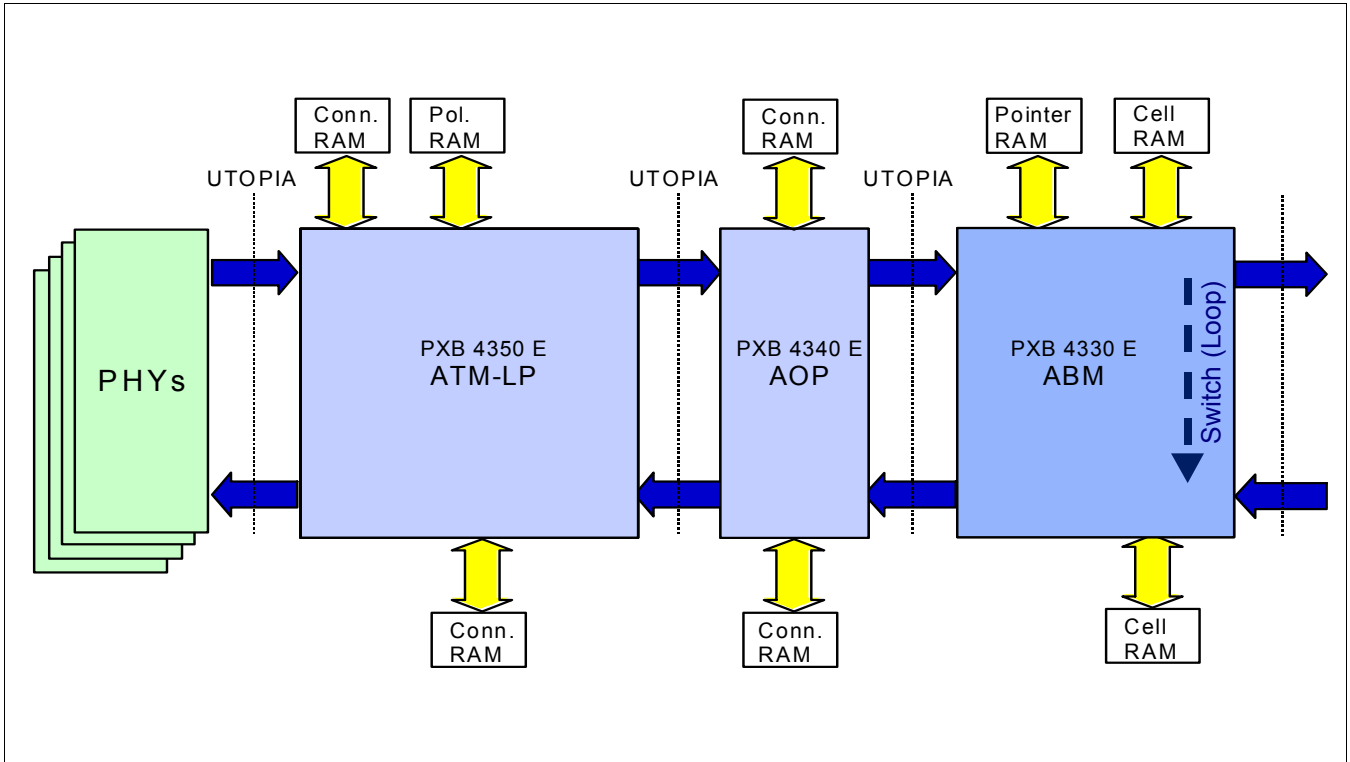 Conn.
RAM
Pol.
RAM
Conn.
RAM
Pointer
RAM
Cell
RAM
UTOPIA
UTOPIA
UTOPIA
PHYs
PXB 4350 E
ATM-LP
PXB 4340 E
AOP
PXB 4330 E
ABM
Switch (Loop)
Conn.
RAM
Conn.
RAM
Cell
RAM